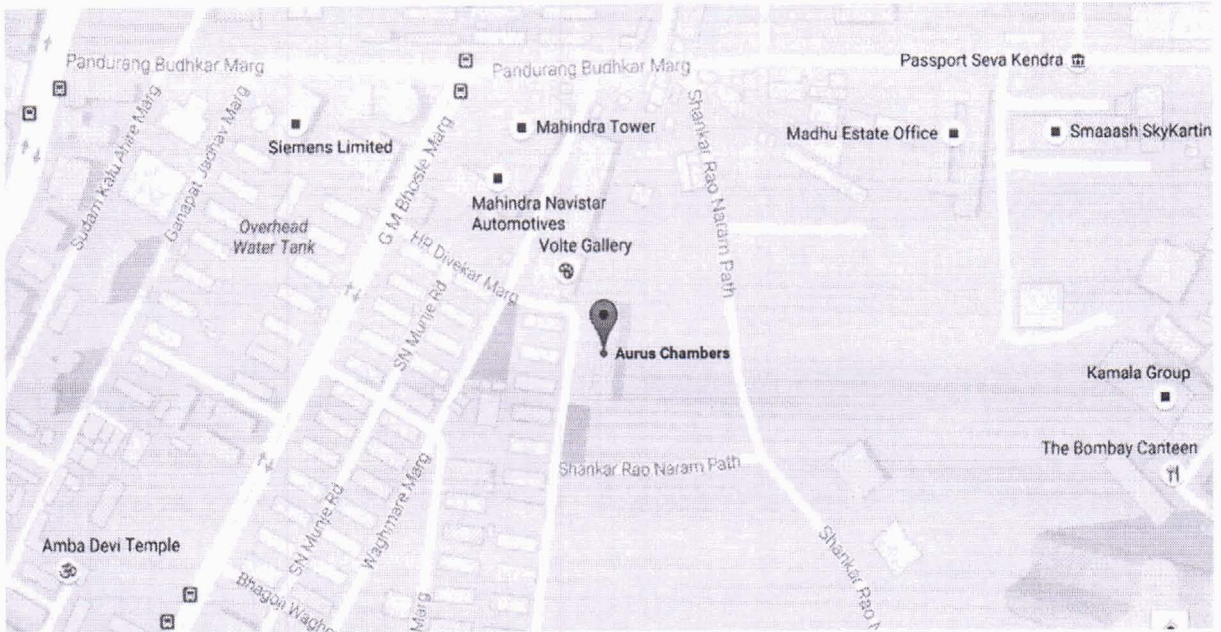 Pandurang Budhkar Marg
Pandurang Budhkar Marg
Passport Seva Kendra
Sudam Kalu Ahire Marg
Ganapat Jadhav Marg
Siemens Limited
G M Bhosle Marg
Mahindra Tower
Shankar Rao Naram Path
Madhu Estate Office
Smaaash SkyKartin
Mahindra Navistar
Automotives
Overhead
Water Tank
HR Divekar Marg
Volte Gallery
SN Munje Rd
Aurus Chambers
Kamala Group
The Bombay Canteen
Shankar Rao Naram Path
Waghmare Marg
SN Munje Rd
Amba Devi Temple
Shankar Rao N
Bhagoji Wagh
Marg